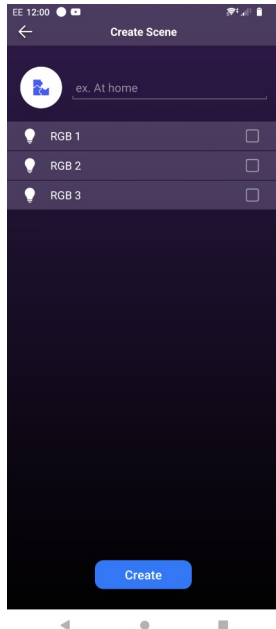 EE 12:00
Create Scene
ex. At home
RGB 1
RGB 2
RGB 3
Create